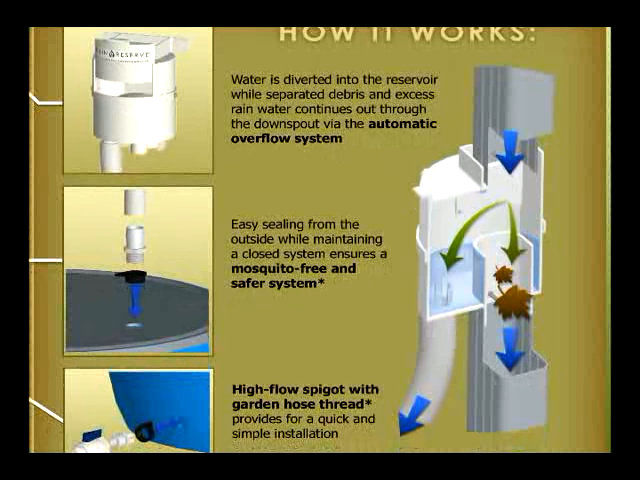 HOW IT WORKS:
RESERVE
Water is diverted into the reservoir
while separated debris and excess
rain water continues out through
the downspout via the automatic
overflow system
Easy sealing from the
outside while maintaining
a closed system ensures a
mosquito-free and
safer system*
High-flow spigot with
garden hose thread*
provides for a quick and
simple installation